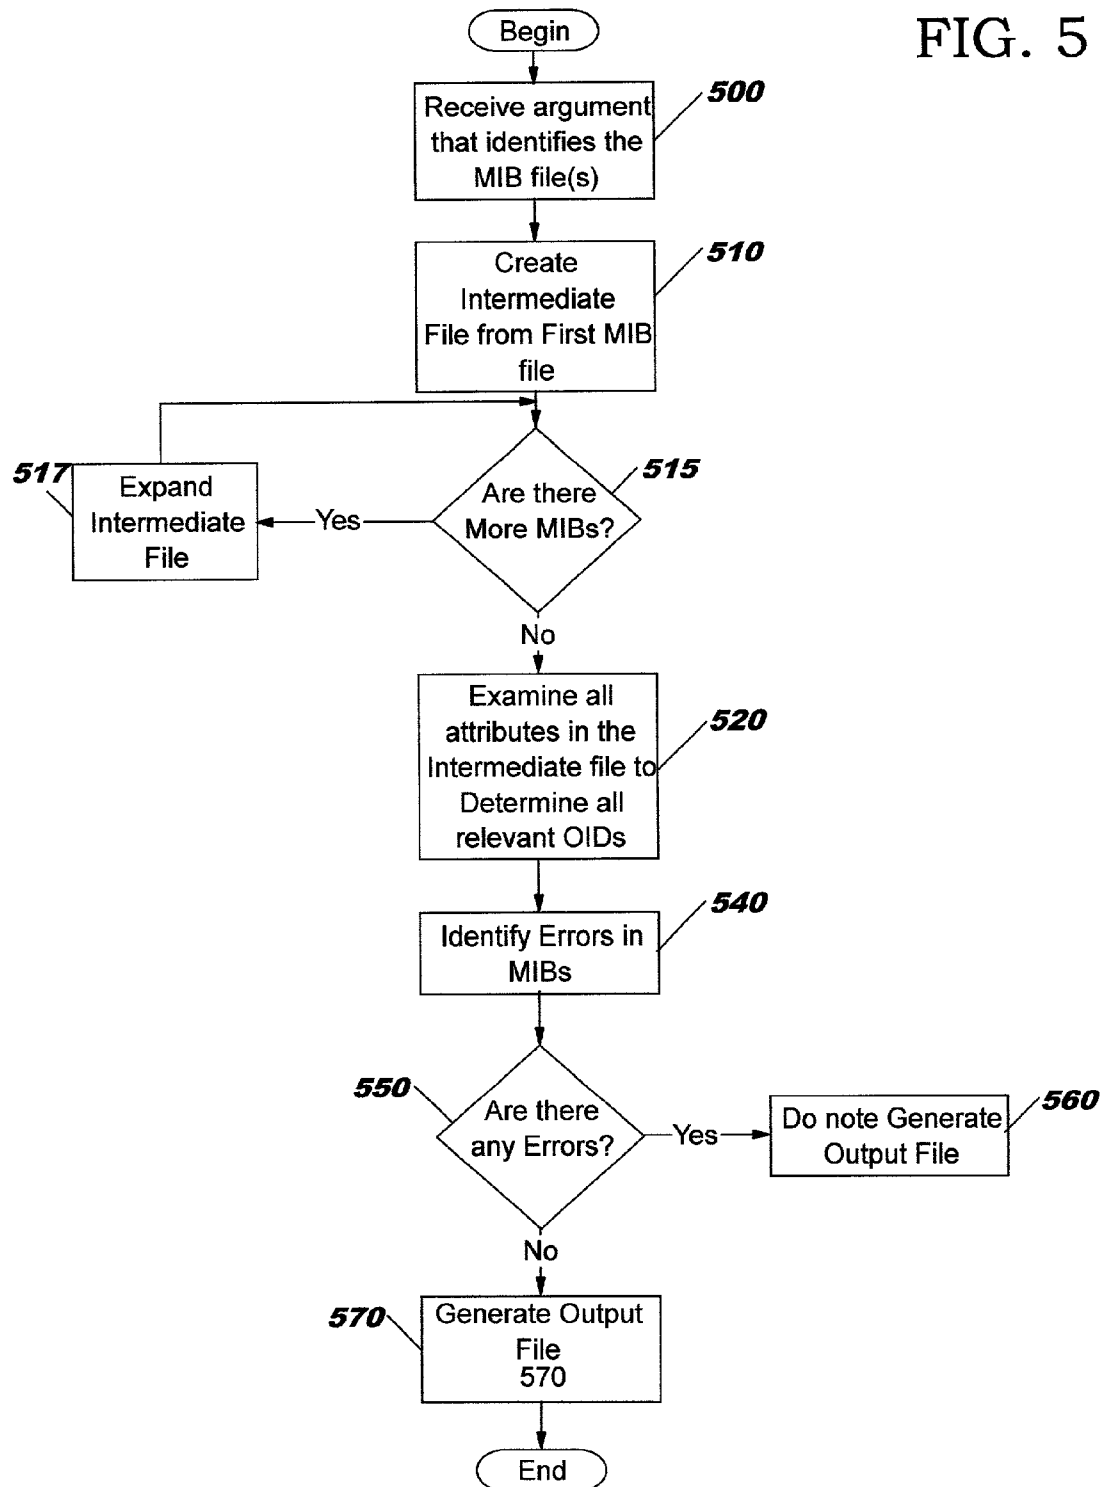 FIG. 5
Begin
500
Receive argument
that identifies the
MIB file(s)
510
Create
Intermediate
File from First MIB
file
517
Expand
Intermediate
File
Yes
515
Are there
More MIBs?
No
520
Examine all
attributes in the
Intermediate file to
Determine all
relevant OIDs
540
Identify Errors in
MIBs
550
Are there
any Errors?
Yes
560
Do note Generate
Output File
No
570
Generate Output
File
570
End